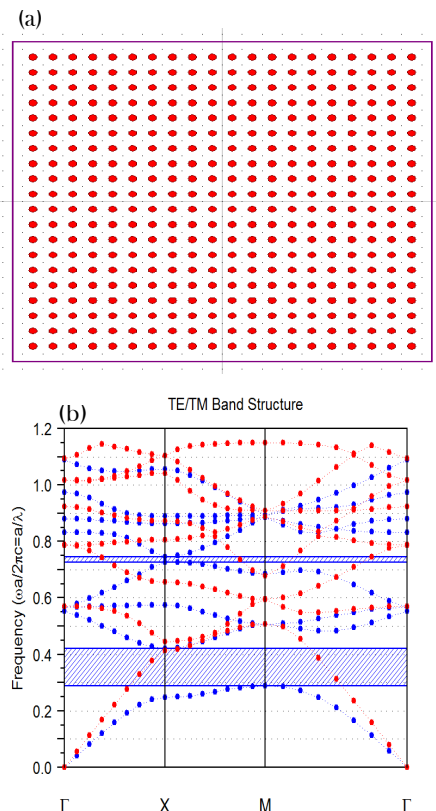 (a)
(b)
TE/TM Band Structure
Frequency (ωa/2πc=a/λ)
1.2
1.0
0.8
0.6
0.4
0.2
0.0
Γ X M Γ